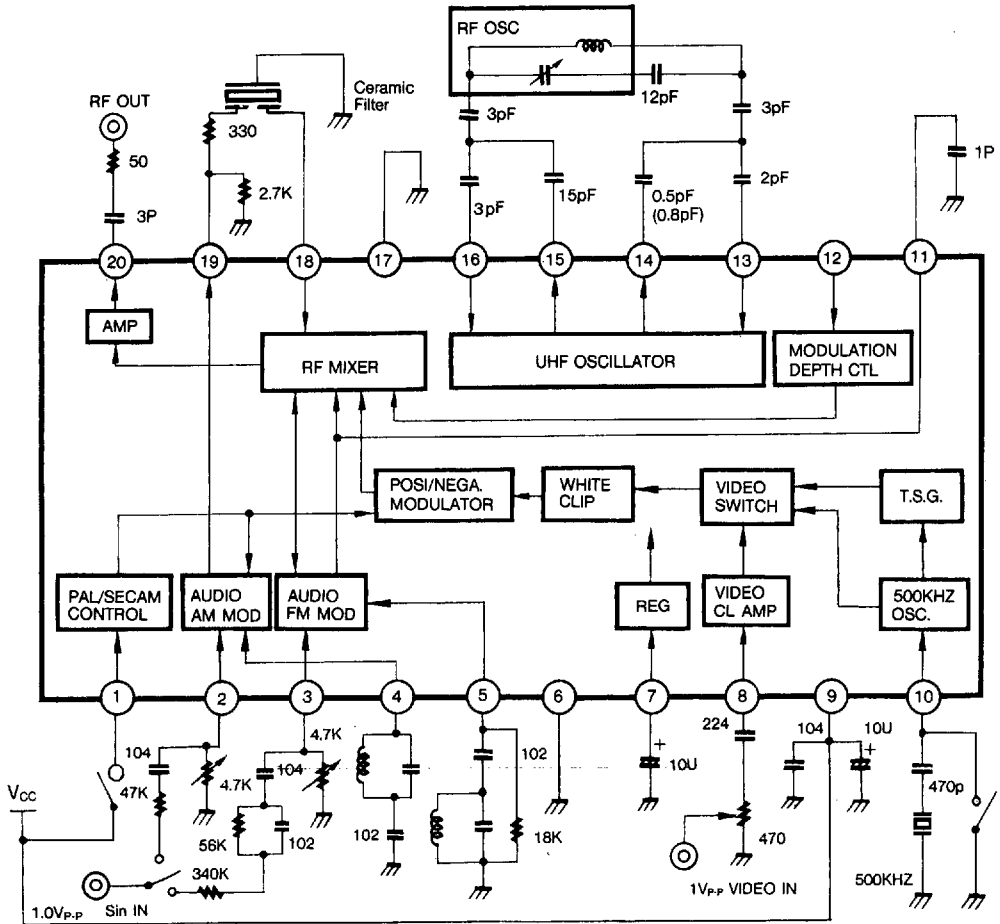 RF OSC
12pF
3pF
3pF
RF OUT
Ceramic
Filter
330
50
1P
2.7K
3P
3pF
15pF
0.5pF
(0.8pF)
2pF
20
19
18
17
16
15
14
13
12
11
AMP
RF MIXER
UHF OSCILLATOR
MODULATION
DEPTH CTL
POSI/NEGA.
MODULATOR
WHITE
CLIP
VIDEO
SWITCH
T.S.G.
PAL/SECAM
CONTROL
AUDIO
AM MOD
AUDIO
FM MOD
REG
VIDEO
CL AMP
500KHZ
OSC.
1
2
3
4
5
6
7
8
9
10
104
47K
4.7K
4.7K
104
56K
102
340K
102
102
18K
+
10U
224
470
104
10U
+
470p
500KHZ
VCC
1.0VP-P
Sin IN
1VP-P VIDEO IN